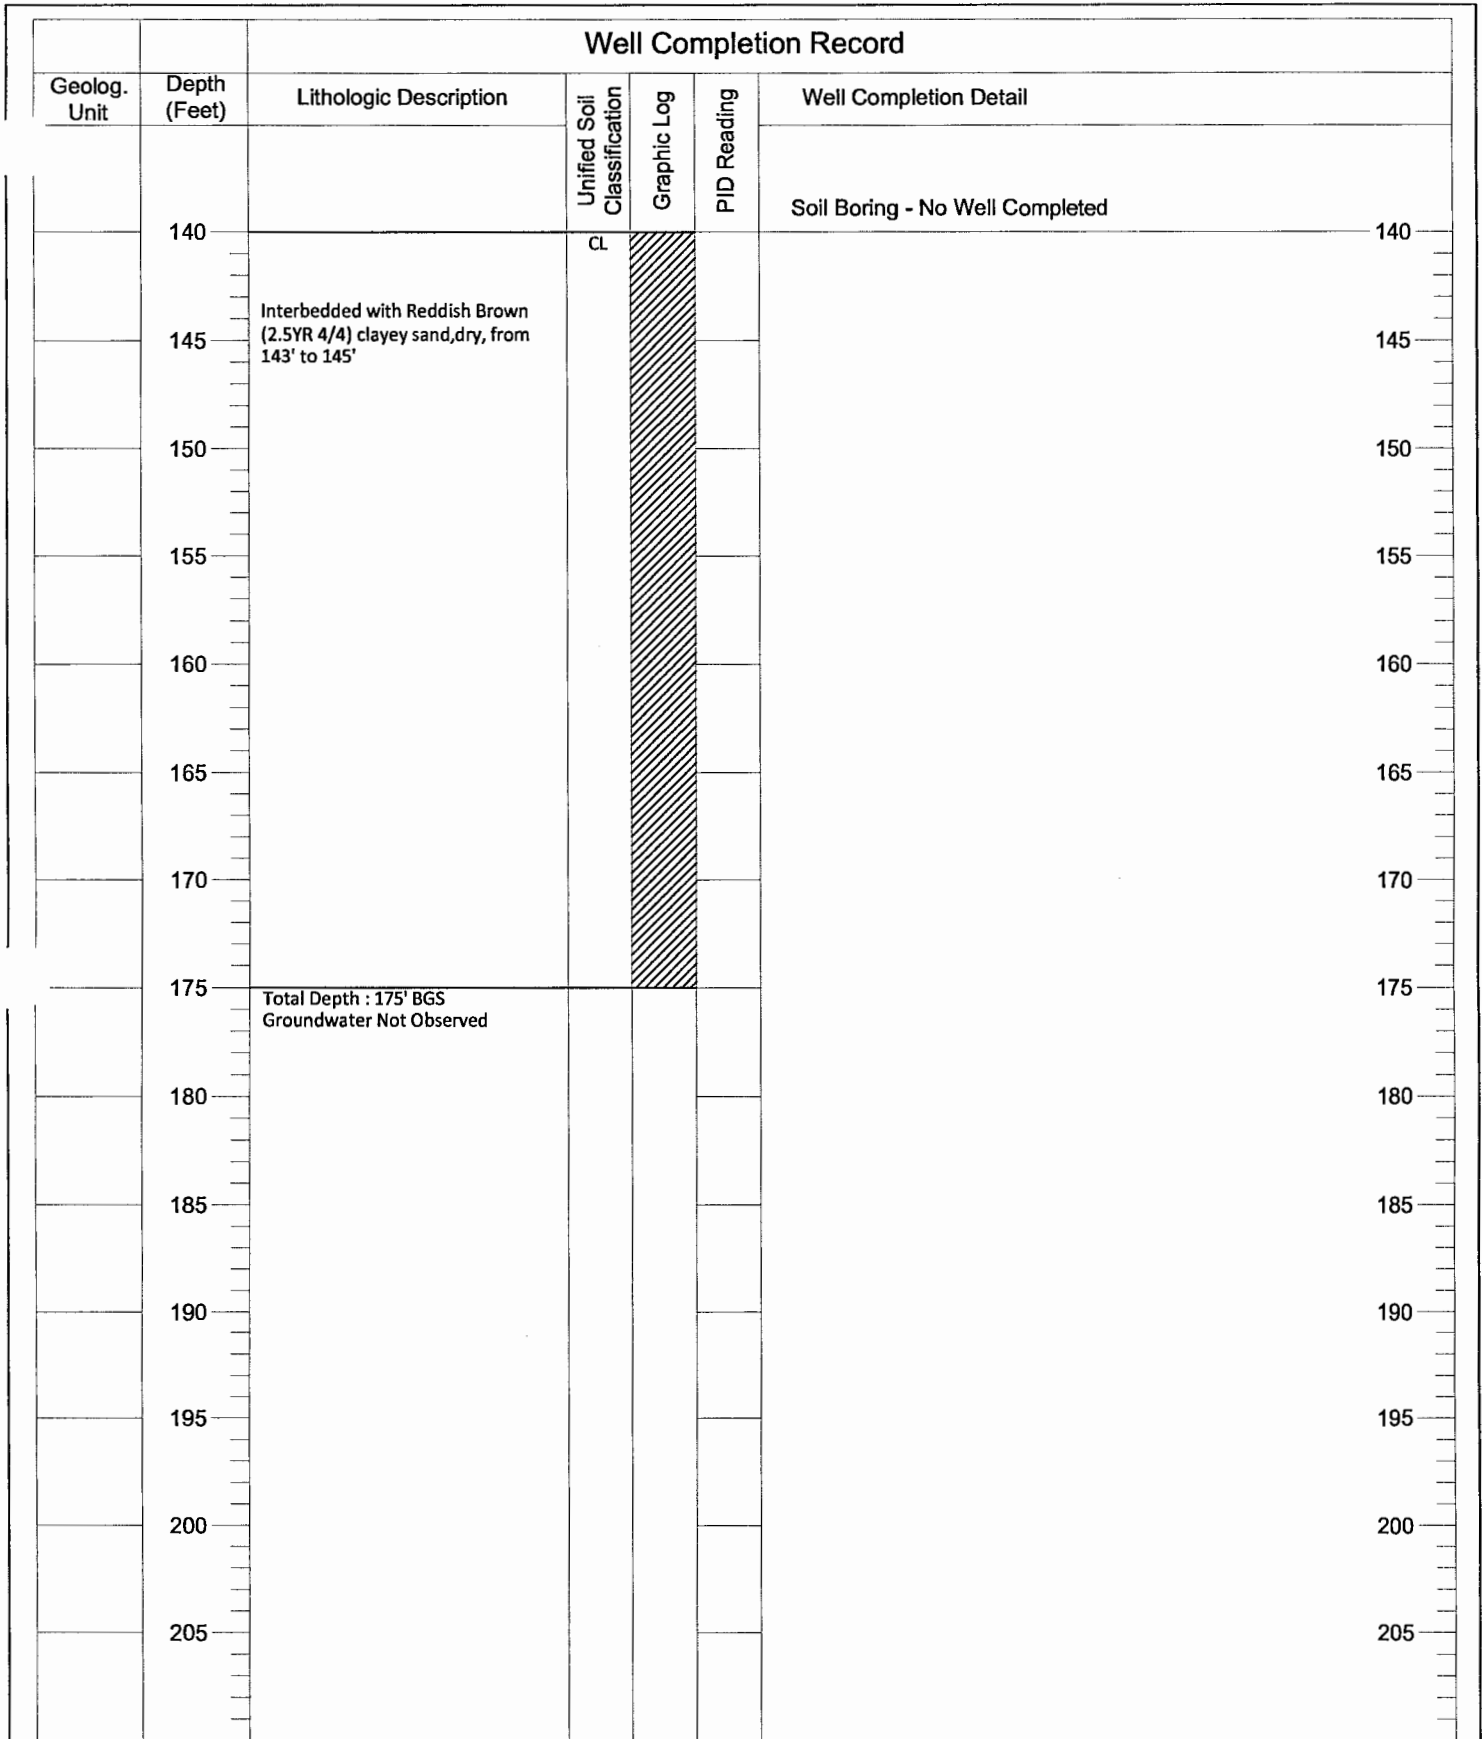 Well Completion Record
Geolog.
Unit
Depth
(Feet)
Lithologic Description
Unified Soil
Classification
Graphic Log
PID Reading
Well Completion Detail
Soil Boring - No Well Completed
140
CL
140
Interbedded with Reddish Brown
(2.5YR 4/4) clayey sand,dry, from
143' to 145'
145
145
150
150
155
155
160
160
165
165
170
170
175
175
Total Depth : 175' BGS
Groundwater Not Observed
180
180
185
185
190
190
195
195
200
200
205
205